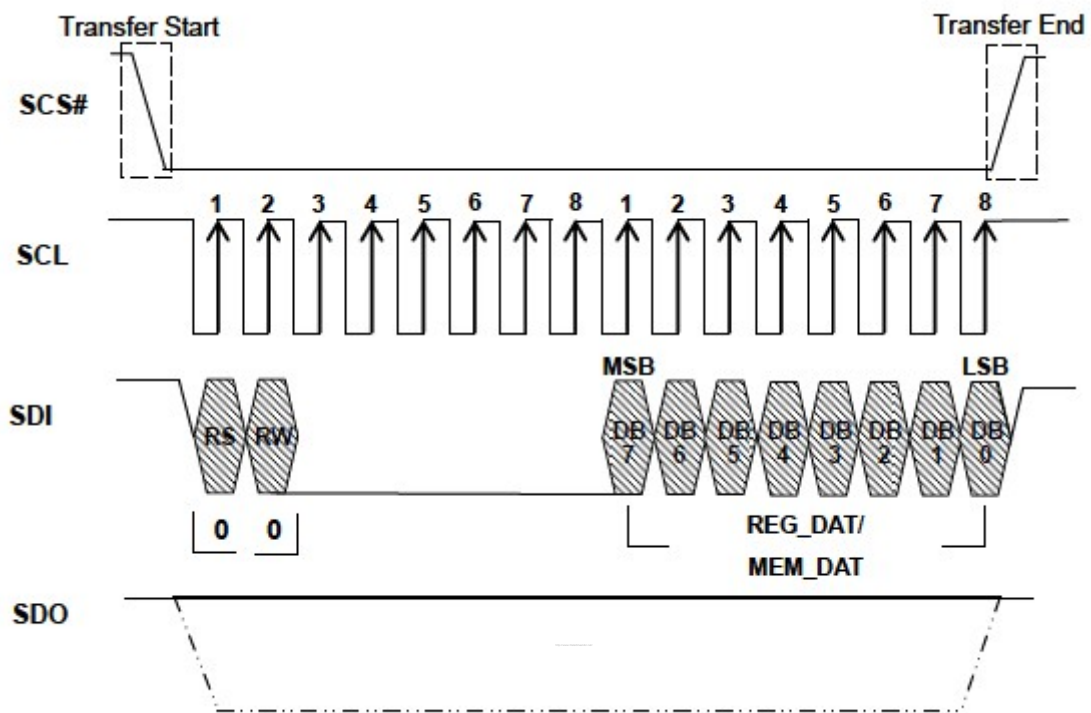 Transfer Start
Transfer End
SCS#
1 2 3 4 5 6 7 8 1 2 3 4 5 6 7 8
SCL
MSB
LSB
SDI
RS
RW
DB
7
DB
6
DB
5
DB
4
DB
3
DB
2
DB
1
DB
0
0 0
REG_DAT/
MEM_DAT
SDO